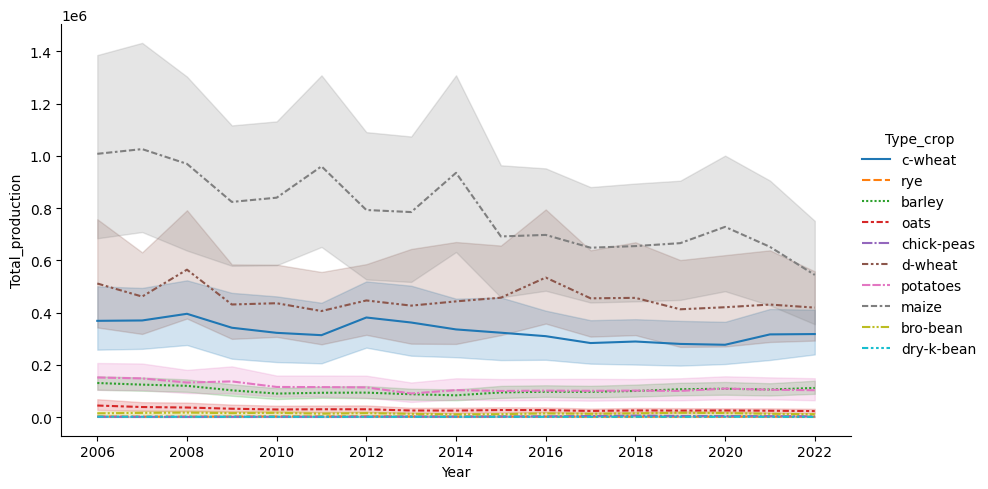 1e6
1.4
1.2
1.0
0.8
0.6
0.4
0.2
0.0
Total_production
2006
2008
2010
2012
2014
2016
2018
2020
2022
Year
Type_crop
c-wheat
rye
barley
oats
chick-peas
d-wheat
potatoes
maize
bro-bean
dry-k-bean